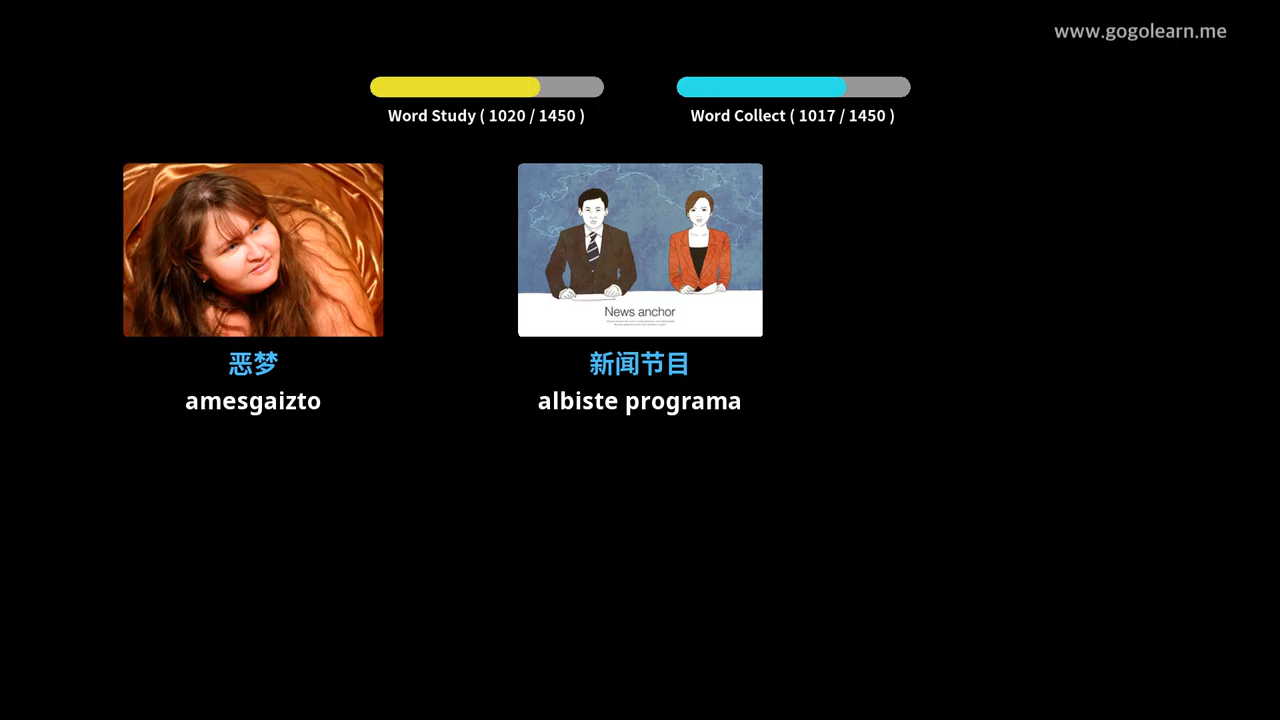 www.gogolearn.me
Word Study ( 1020 / 1450 )
Word Collect ( 1017 / 1450 )
News anchor
恶梦
新闻节目
amesgaizto
albiste programa